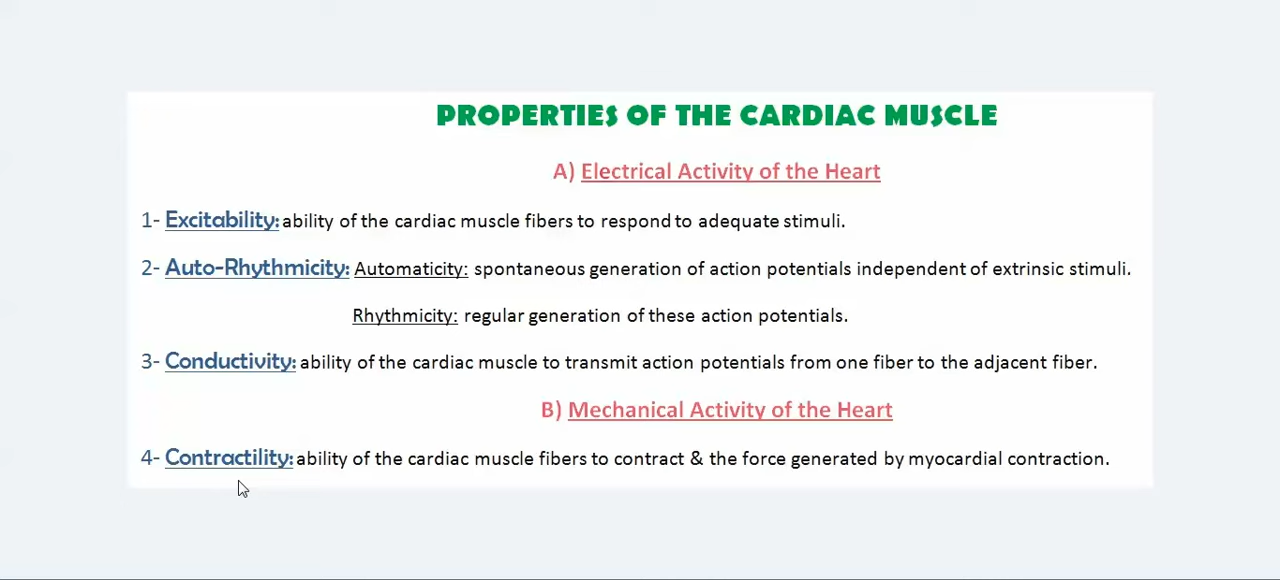 PROPERTIES OF THE CARDIAC MUSCLE
A) Electrical Activity of the Heart
1- Excitability: ability of the cardiac muscle fibers to respond to adequate stimuli.
2- Auto-Rhythmicity: Automaticity: spontaneous generation of action potentials independent of extrinsic stimuli.
Rhythmicity: regular generation of these action potentials.
3- Conductivity: ability of the cardiac muscle to transmit action potentials from one fiber to the adjacent fiber.
B) Mechanical Activity of the Heart
4- Contractility: ability of the cardiac muscle fibers to contract & the force generated by myocardial contraction.